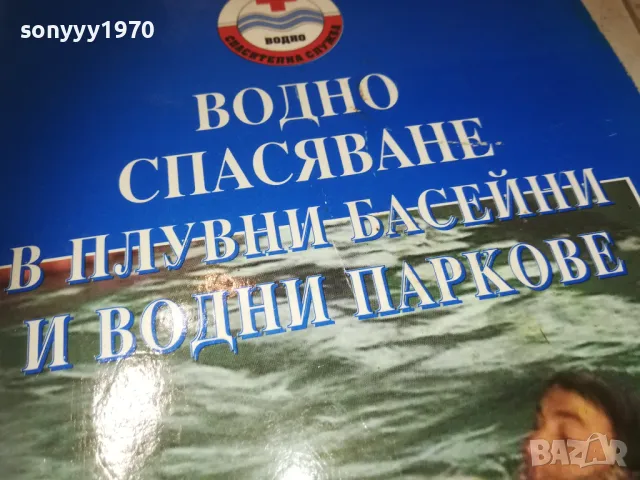 sonyyy1970
ВОДНО
СПАСИТЕЛНА СЛУЖБА
ВОДНО
СПАСЯВАНЕ
В ПЛУВНИ БАСЕЙНИ
И ВОДНИ ПАРКОВЕ
BAZAR